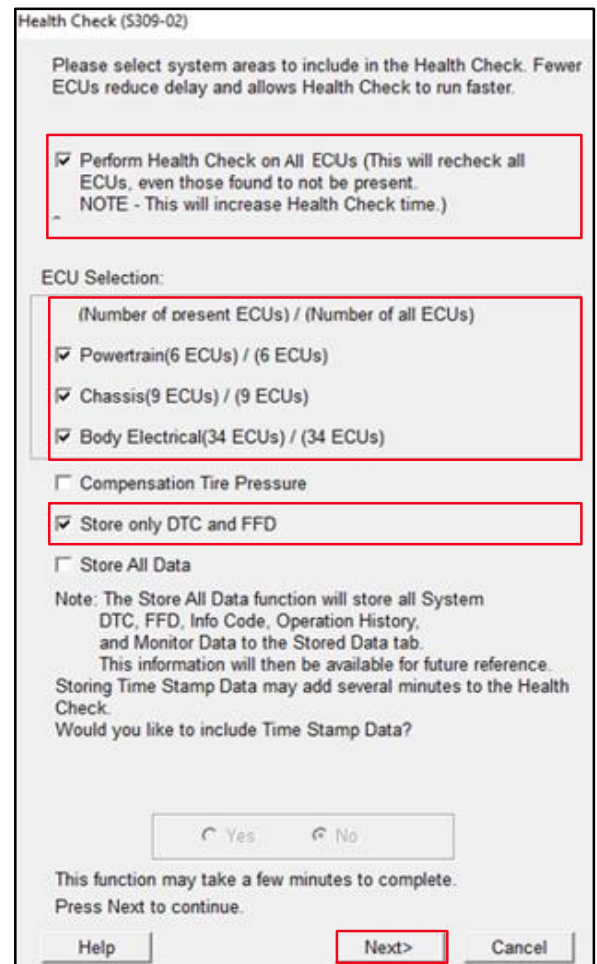 Health Check (S309-02)
Please select system areas to include in the Health Check. Fewer
ECUs reduce delay and allows Health Check to run faster.
Perform Health Check on All ECUs (This will recheck all
ECUs, even those found to not be present.
NOTE - This will increase Health Check time.)
ECU Selection:
(Number of present ECUs) / (Number of all ECUs)
Powertrain(6 ECUs) / (6 ECUs)
Chassis(9 ECUs) / (9 ECUs)
Body Electrical(34 ECUs) / (34 ECUs)
Compensation Tire Pressure
Store only DTC and FFD
Store All Data
Note: The Store All Data function will store all System
DTC, FFD, Info Code, Operation History,
and Monitor Data to the Stored Data tab.
This information will then be available for future reference.
Storing Time Stamp Data may add several minutes to the Health
Check.
Would you like to include Time Stamp Data?
Yes No
This function may take a few minutes to complete.
Press Next to continue.
Help Next> Cancel